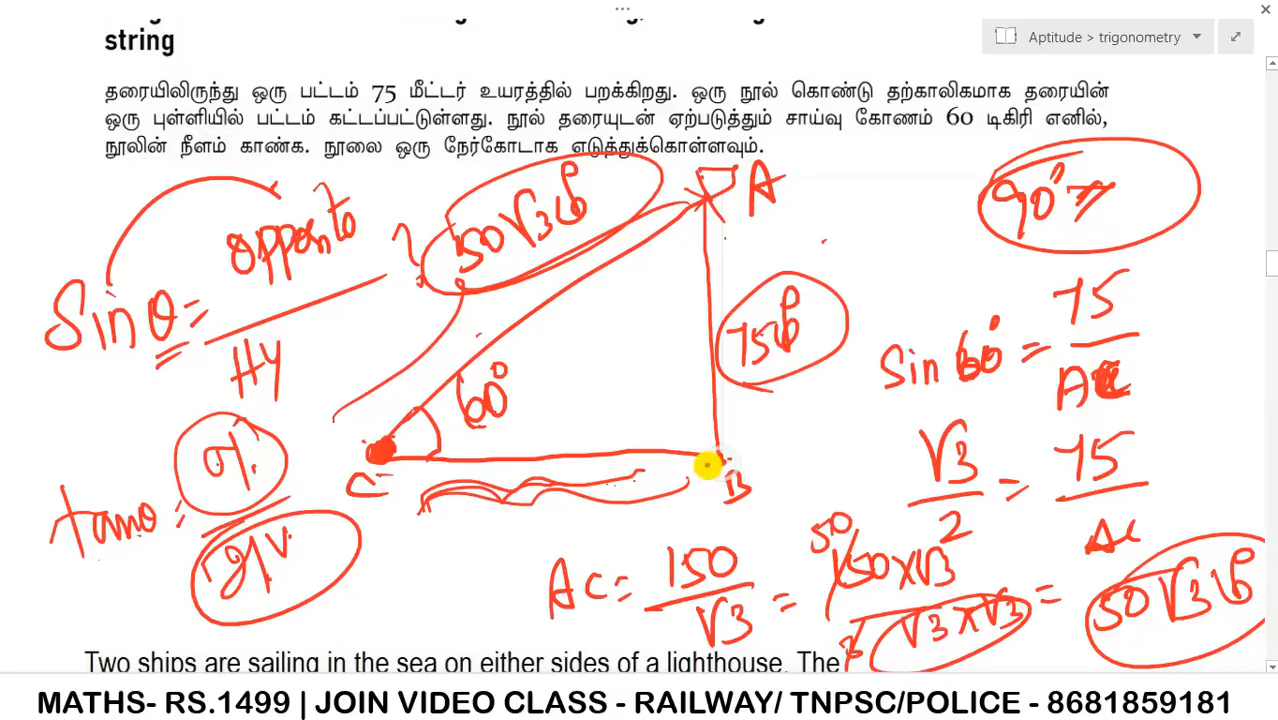 string
Aptitude > trigonometry
தரையிலிருந்து ஒரு பட்டம் 75 மீட்டர் உயரத்தில் பறக்கிறது. ஒரு நூல் கொண்டு தற்காலிகமாக தரையின்
ஒரு புள்ளியில் பட்டம் கட்டப்பட்டுள்ளது. நூல் தரையுடன் ஏற்படுத்தும் சாய்வு கோணம் 60 டிகிரி எனில்,
நூலின் நீளம் காண்க. நூலை ஒரு நேர்கோடாக எடுத்துக்கொள்ளவும்.
A
90°
50√3 மீ
Sinθ = opposite / Hy
75 மீ
Sin 60° = 75 / AC
60°
√3 / 2 = 75 / AC
C
B
tanθ =
AC = 150 / √3 = 150×√3 / √3×√3 = 50√3 மீ
50
Two ships are sailing in the sea on either sides of a lighthouse. The
MATHS- RS.1499 | JOIN VIDEO CLASS - RAILWAY/ TNPSC/POLICE - 8681859181